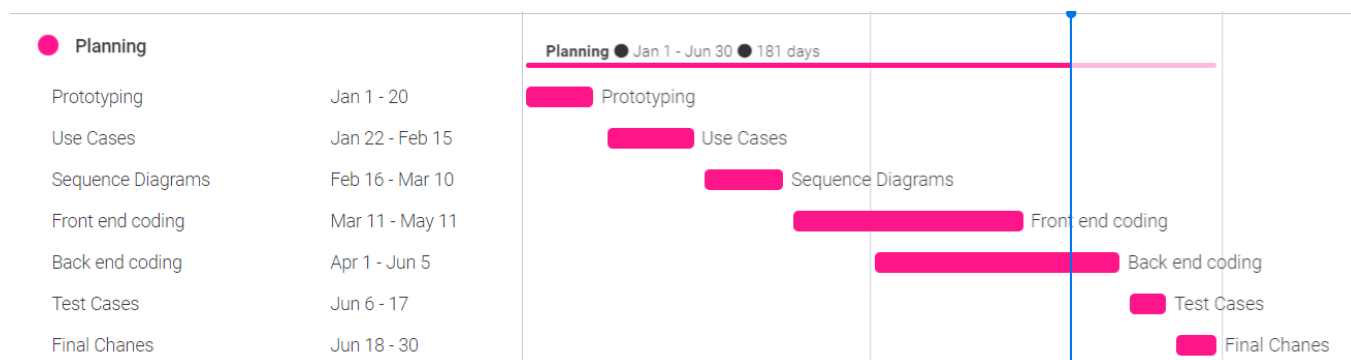 Planning
Planning ● Jan 1 - Jun 30 ● 181 days
Prototyping Jan 1 - 20 Prototyping
Use Cases Jan 22 - Feb 15 Use Cases
Sequence Diagrams Feb 16 - Mar 10 Sequence Diagrams
Front end coding Mar 11 - May 11 Front end coding
Back end coding Apr 1 - Jun 5 Back end coding
Test Cases Jun 6 - 17 Test Cases
Final Chanes Jun 18 - 30 Final Chanes